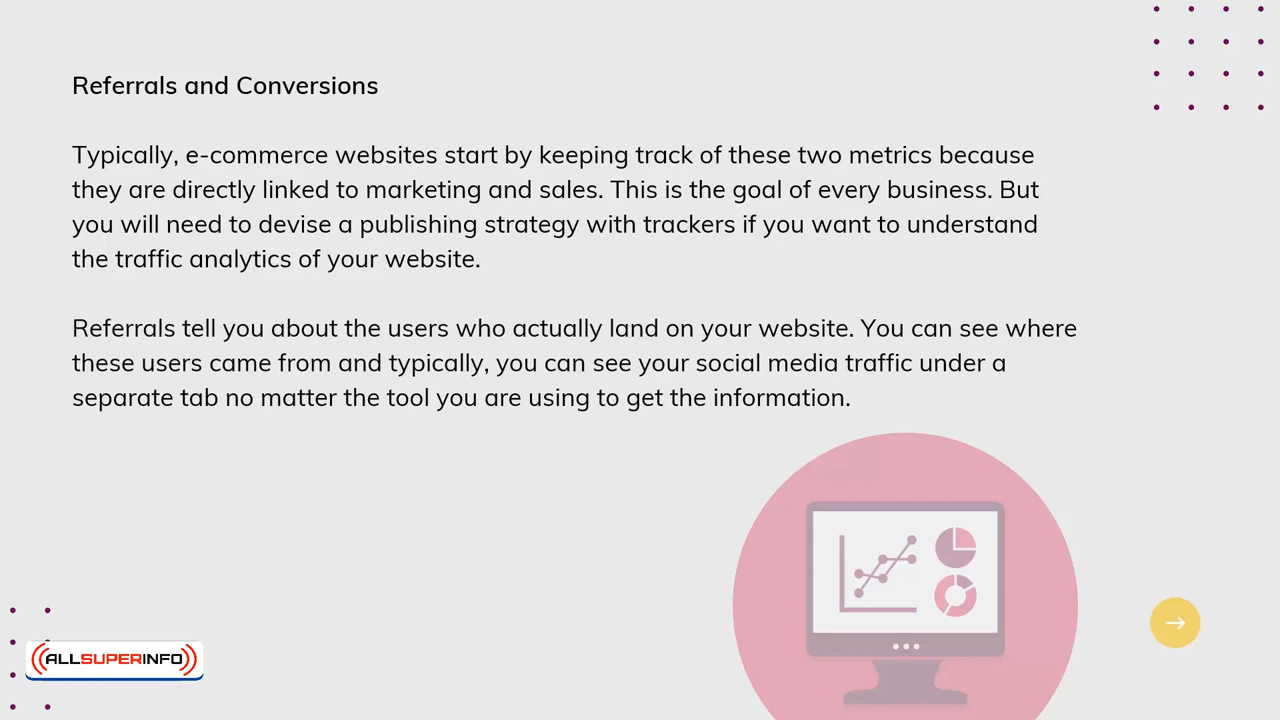 Referrals and Conversions
Typically, e-commerce websites start by keeping track of these two metrics because
they are directly linked to marketing and sales. This is the goal of every business. But
you will need to devise a publishing strategy with trackers if you want to understand
the traffic analytics of your website.
Referrals tell you about the users who actually land on your website. You can see where
these users came from and typically, you can see your social media traffic under a
separate tab no matter the tool you are using to get the information.
ALLSUPERINFO